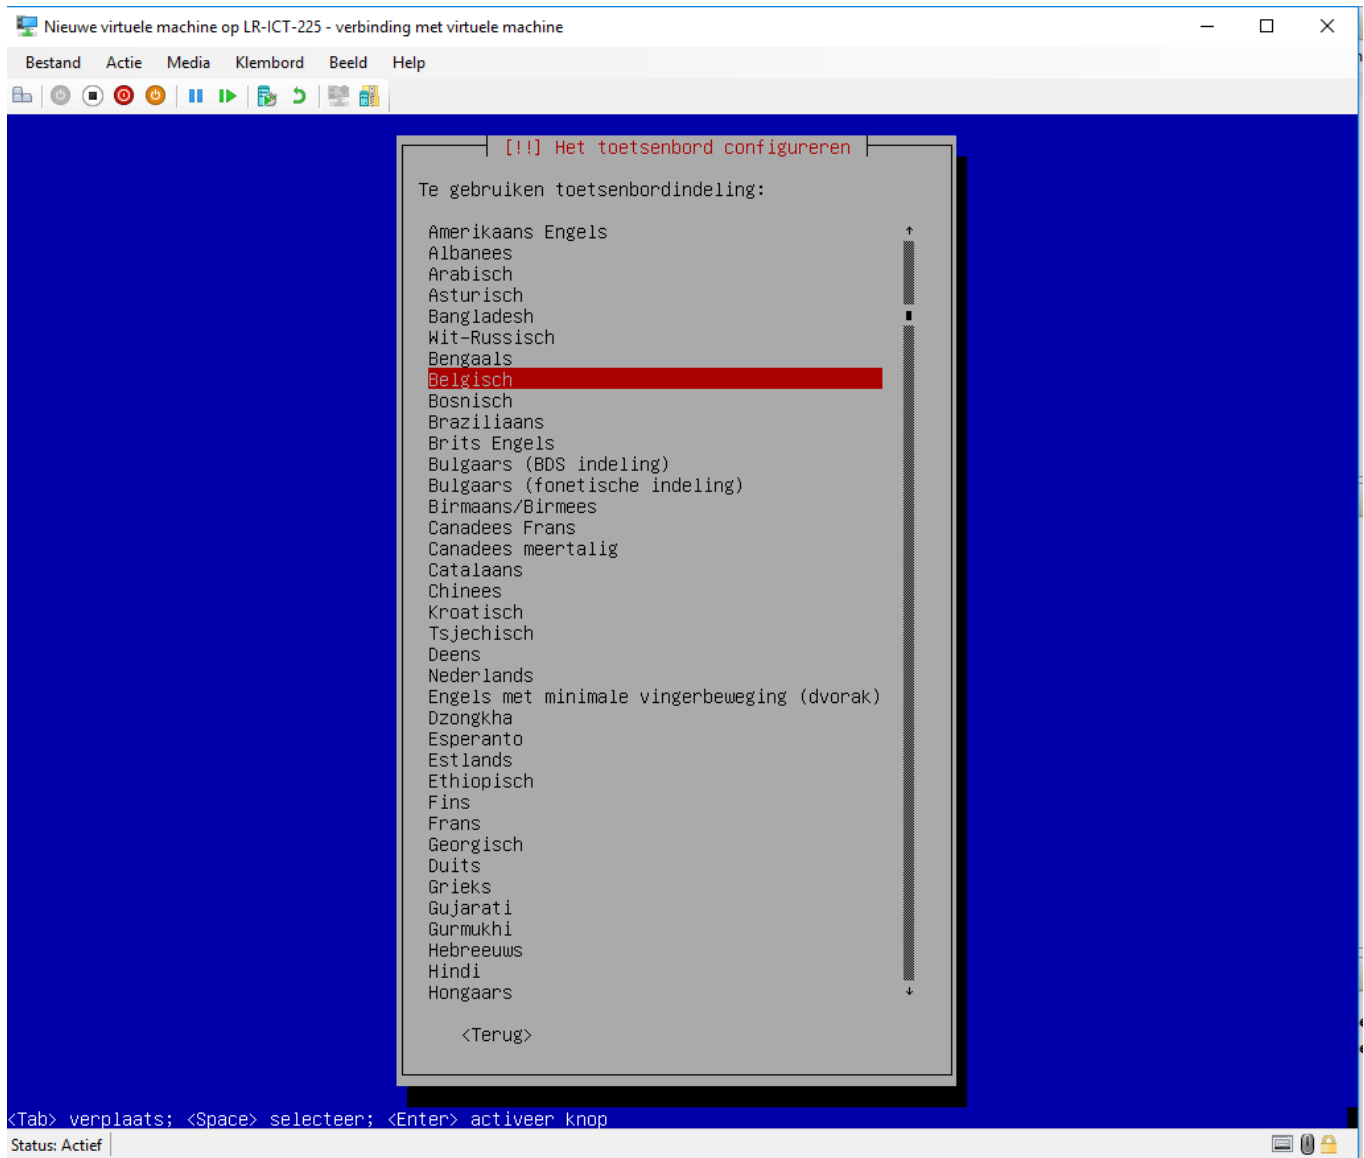 Nieuwe virtuele machine op LR-ICT-225 - verbinding met virtuele machine
Bestand Actie Media Klembord Beeld Help
[!!] Het toetsenbord configureren
Te gebruiken toetsenbordindeling:
Amerikaans Engels
Albanees
Arabisch
Asturisch
Bangladesh
Wit-Russisch
Bengaals
Belgisch
Bosnisch
Braziliaans
Brits Engels
Bulgaars (BDS indeling)
Bulgaars (fonetische indeling)
Birmaans/Birmees
Canadees Frans
Canadees meertalig
Catalaans
Chinees
Kroatisch
Tsjechisch
Deens
Nederlands
Engels met minimale vingerbeweging (dvorak)
Dzongkha
Esperanto
Estlands
Ethiopisch
Fins
Frans
Georgisch
Duits
Grieks
Gujarati
Gurmukhi
Hebreeuws
Hindi
Hongaars
<Terug>
<Tab> verplaats; <Space> selecteer; <Enter> activeer knop
Status: Actief